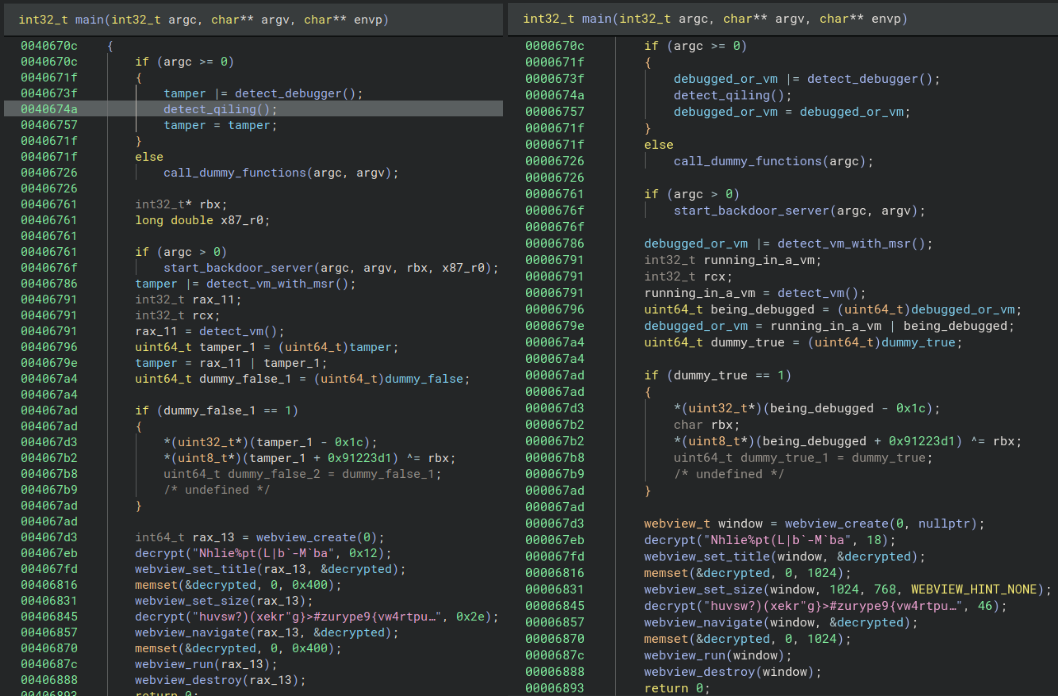 int32_t main(int32_t argc, char** argv, char** envp)
0040670c {
0040670c if (argc >= 0)
0040671f {
0040673f tamper |= detect_debugger();
0040674a detect_qiling();
00406757 tamper = tamper;
0040671f }
0040671f else
00406726 call_dummy_functions(argc, argv);
00406726
00406761 int32_t* rbx;
00406761 long double x87_r0;
00406761
00406761 if (argc > 0)
0040676f start_backdoor_server(argc, argv, rbx, x87_r0);
00406786 tamper |= detect_vm_with_msr();
00406791 int32_t rax_11;
00406791 int32_t rcx;
00406791 rax_11 = detect_vm();
00406796 uint64_t tamper_1 = (uint64_t)tamper;
0040679e tamper = rax_11 | tamper_1;
004067a4 uint64_t dummy_false_1 = (uint64_t)dummy_false;
004067a4
004067ad if (dummy_false_1 == 1)
004067ad {
004067d3 *(uint32_t*)(tamper_1 - 0x1c);
004067b2 *(uint8_t*)(tamper_1 + 0x91223d1) ^= rbx;
004067b8 uint64_t dummy_false_2 = dummy_false_1;
004067b9 /* undefined */
004067ad }
004067ad
004067d3 int64_t rax_13 = webview_create(0);
004067eb decrypt("Nhlie%pt(L|b`-M`ba", 0x12);
004067fd webview_set_title(rax_13, &decrypted);
00406816 memset(&decrypted, 0, 0x400);
00406831 webview_set_size(rax_13);
00406845 decrypt("huvsw?)(xekr"g}>#zurype9{vw4rtpu…", 0x2e);
00406857 webview_navigate(rax_13, &decrypted);
00406870 memset(&decrypted, 0, 0x400);
0040687c webview_run(rax_13);
00406888 webview_destroy(rax_13);
00406893 return 0;
int32_t main(int32_t argc, char** argv, char** envp)
0000670c if (argc >= 0)
0000671f {
0000673f debugged_or_vm |= detect_debugger();
0000674a detect_qiling();
00006757 debugged_or_vm = debugged_or_vm;
0000671f }
0000671f else
00006726 call_dummy_functions(argc);
00006726
00006761 if (argc > 0)
0000676f start_backdoor_server(argc, argv);
0000676f
00006786 debugged_or_vm |= detect_vm_with_msr();
00006791 int32_t running_in_a_vm;
00006791 int32_t rcx;
00006791 running_in_a_vm = detect_vm();
00006796 uint64_t being_debugged = (uint64_t)debugged_or_vm;
0000679e debugged_or_vm = running_in_a_vm | being_debugged;
000067a4 uint64_t dummy_true = (uint64_t)dummy_true;
000067a4
000067ad if (dummy_true == 1)
000067ad {
000067d3 *(uint32_t*)(being_debugged - 0x1c);
000067b2 char rbx;
000067b2 *(uint8_t*)(being_debugged + 0x91223d1) ^= rbx;
000067b8 uint64_t dummy_true_1 = dummy_true;
000067b9 /* undefined */
000067ad }
000067ad
000067d3 webview_t window = webview_create(0, nullptr);
000067eb decrypt("Nhlie%pt(L|b`-M`ba", 18);
000067fd webview_set_title(window, &decrypted);
00006816 memset(&decrypted, 0, 1024);
00006831 webview_set_size(window, 1024, 768, WEBVIEW_HINT_NONE);
00006845 decrypt("huvsw?)(xekr"g}>#zurype9{vw4rtpu…", 46);
00006857 webview_navigate(window, &decrypted);
00006870 memset(&decrypted, 0, 1024);
0000687c webview_run(window);
00006888 webview_destroy(window);
00006893 return 0;